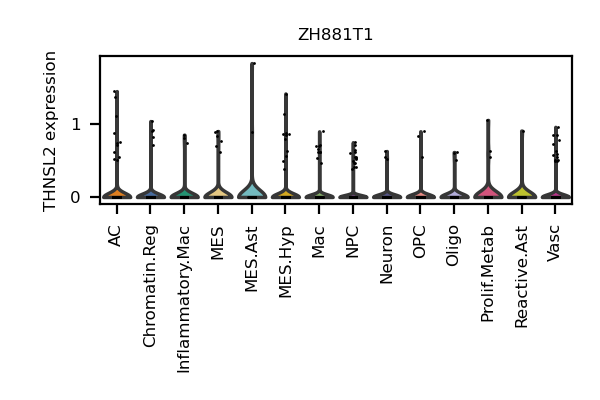 ZH881T1
THNSL2 expression
1
0
AC
Chromatin.Reg
Inflammatory.Mac
MES
MES.Ast
MES.Hyp
Mac
NPC
Neuron
OPC
Oligo
Prolif.Metab
Reactive.Ast
Vasc